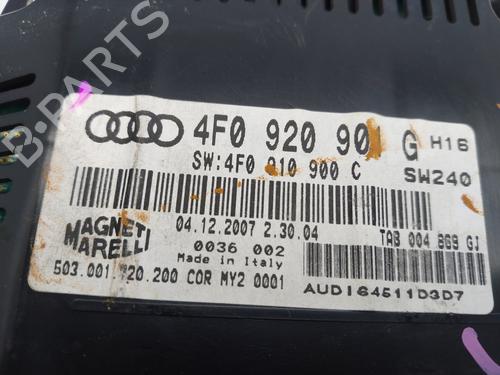 B-PARTS
4F0 920 901 G H16
SW:4F0 910 900 C SW240
MAGNETI MARELLI
04.12.2007 2.30.04 TAB 004 869 GJ
0036 002
Made in Italy
503.001 720.200 COR MY2 0001 AUDI64511D3D7